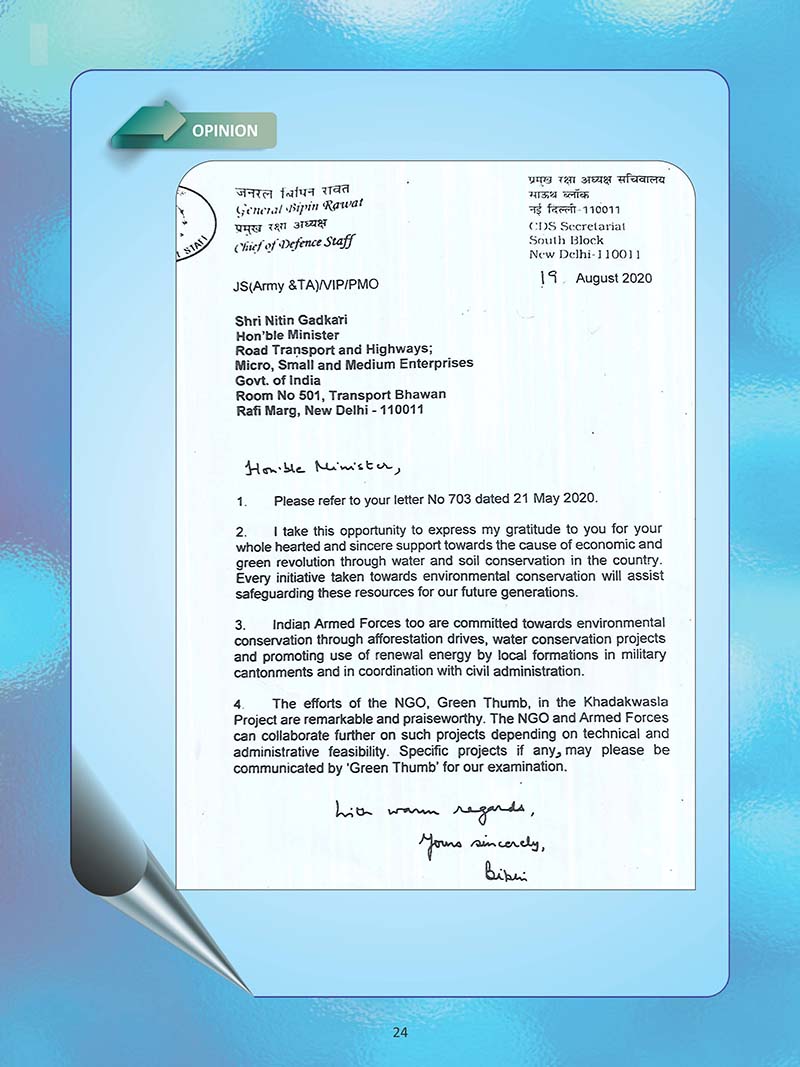 OPINION
जनरल बिपिन रावत
General Bipin Rawat
प्रमुख रक्षा अध्यक्ष
Chief of Defence Staff
STAFF
प्रमुख रक्षा अध्यक्ष सचिवालय
साऊथ ब्लॉक
नई दिल्ली-110011
CDS Secretariat
South Block
New Delhi-110011
19 August 2020
JS(Army &TA)/VIP/PMO
Shri Nitin Gadkari
Hon'ble Minister
Road Transport and Highways;
Micro, Small and Medium Enterprises
Govt. of India
Room No 501, Transport Bhawan
Rafi Marg, New Delhi - 110011
Hon'ble Minister,
1. Please refer to your letter No 703 dated 21 May 2020.
2. I take this opportunity to express my gratitude to you for your
whole hearted and sincere support towards the cause of economic and
green revolution through water and soil conservation in the country.
Every initiative taken towards environmental conservation will assist
safeguarding these resources for our future generations.
3. Indian Armed Forces too are committed towards environmental
conservation through afforestation drives, water conservation projects
and promoting use of renewal energy by local formations in military
cantonments and in coordination with civil administration.
4. The efforts of the NGO, Green Thumb, in the Khadakwasla
Project are remarkable and praiseworthy. The NGO and Armed Forces
can collaborate further on such projects depending on technical and
administrative feasibility. Specific projects if any, may please be
communicated by 'Green Thumb' for our examination.
With warm regards,
Yours sincerely,
Bipin
24